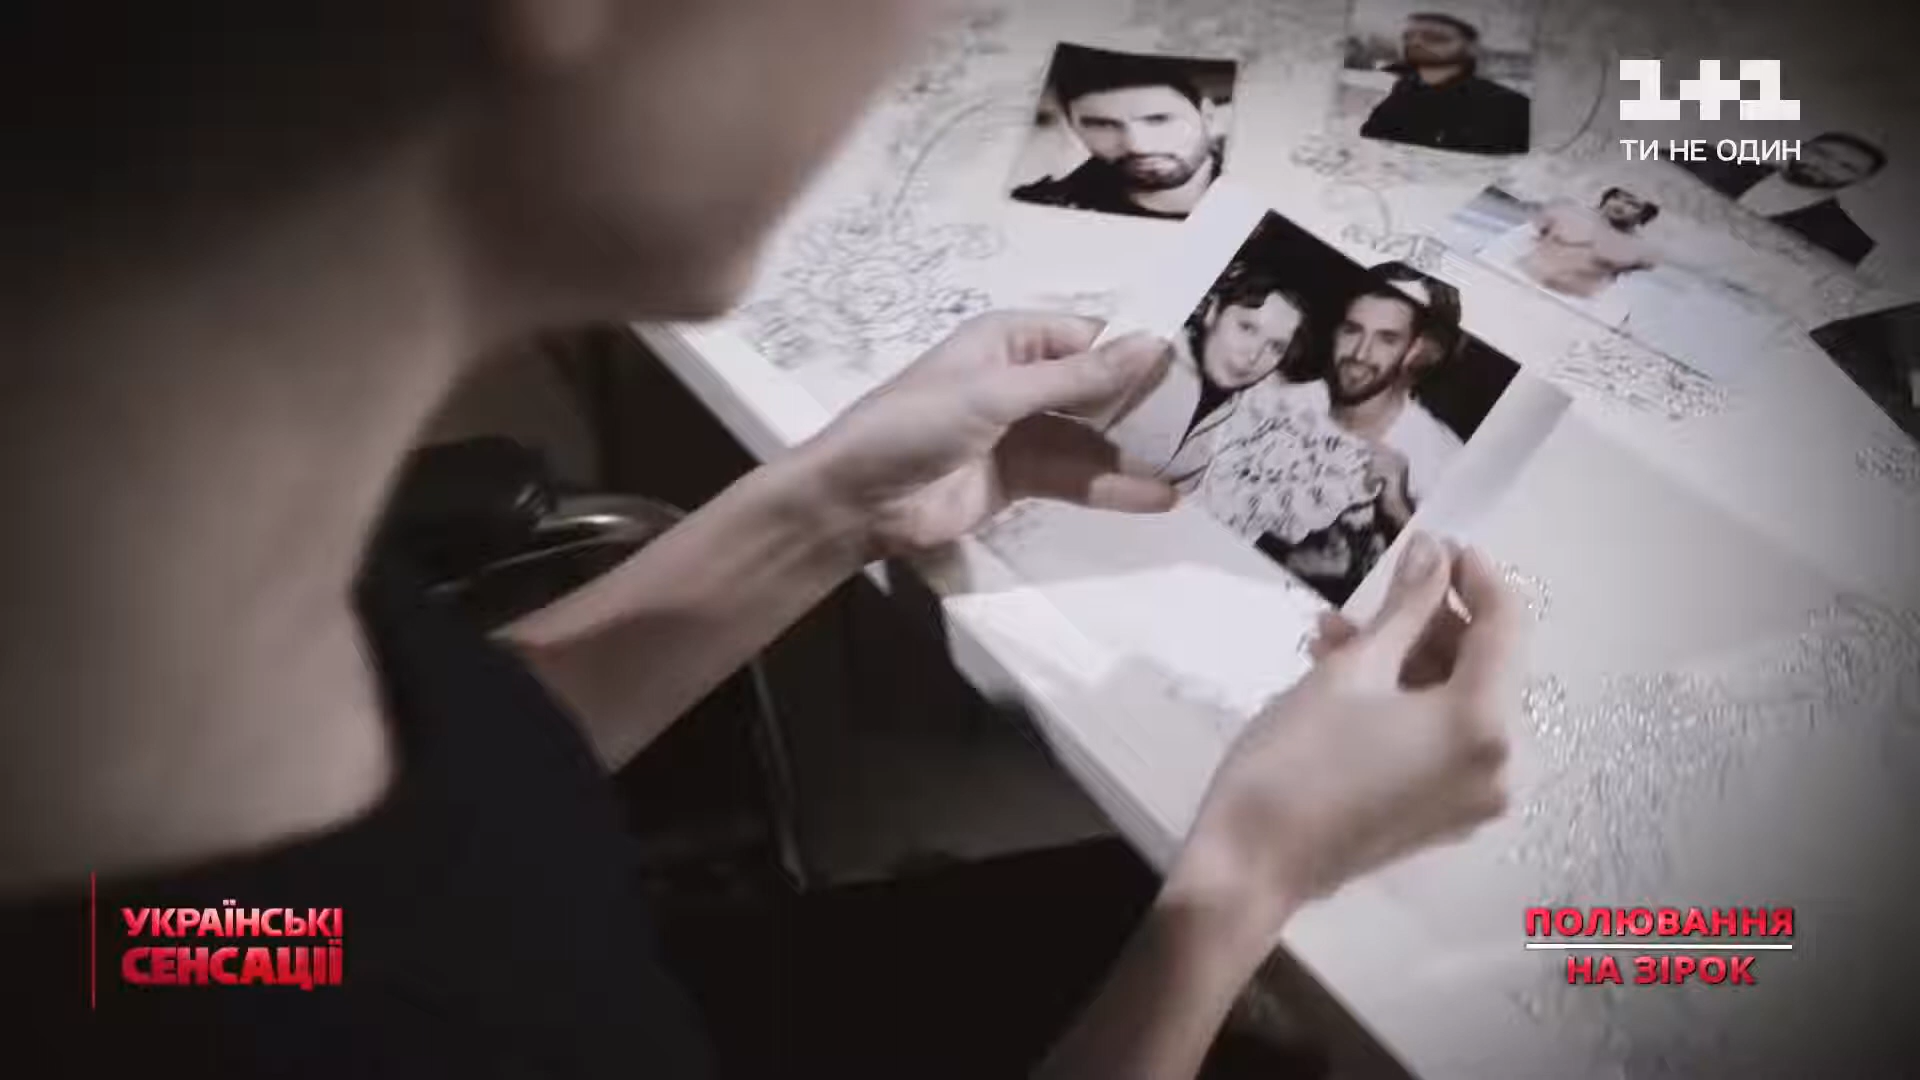 1+1
ТИ НЕ ОДИН
УКРАЇНСЬКІ
СЕНСАЦІЇ
ПОЛЮВАННЯ
НА ЗІРОК